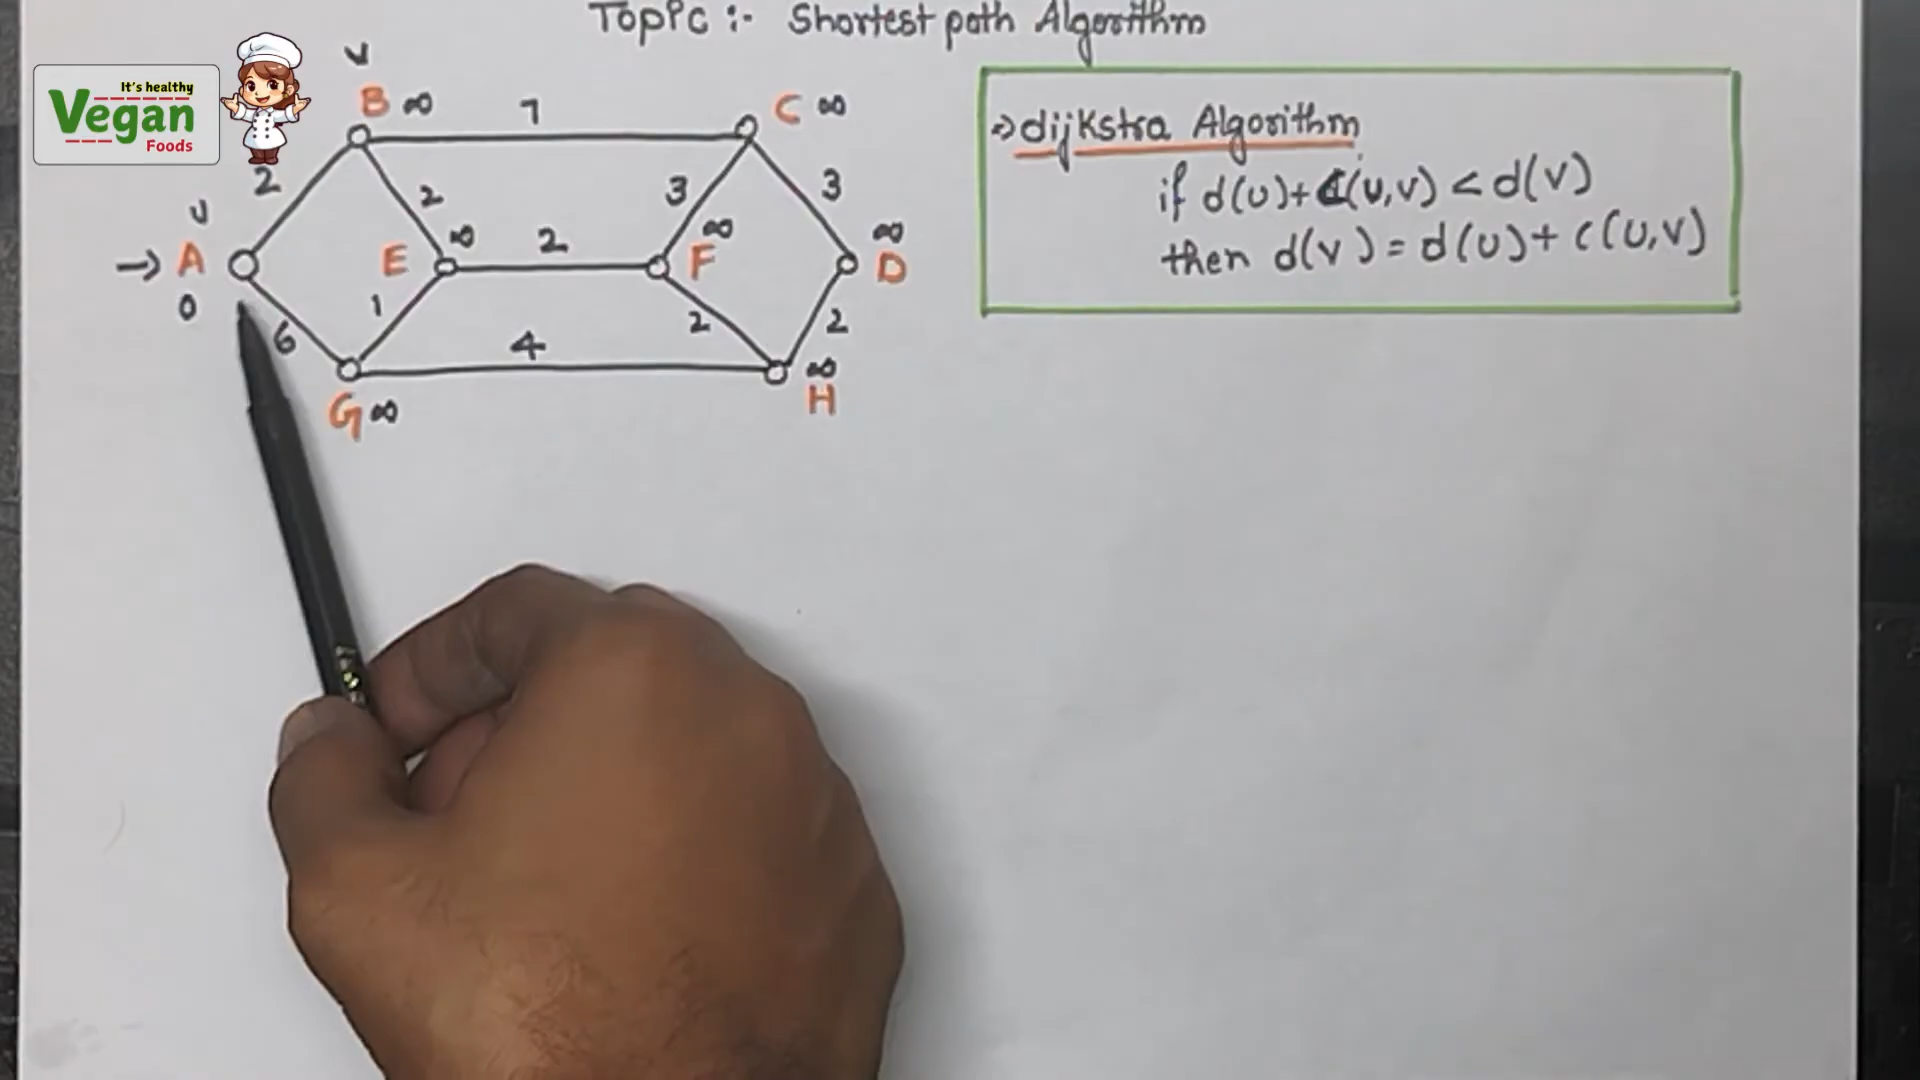 Topic :- Shortest path Algorithm
It's healthy
Vegan
Foods
v
B ∞
7
C ∞
2
2
3
3
u
→ A
0
E ∞
2
F ∞
D ∞
6
1
4
2
2
G ∞
H ∞
⇒ dijkstra Algorithm
if d(u)+C(u,v) < d(v)
then d(v) = d(u) + C(u,v)